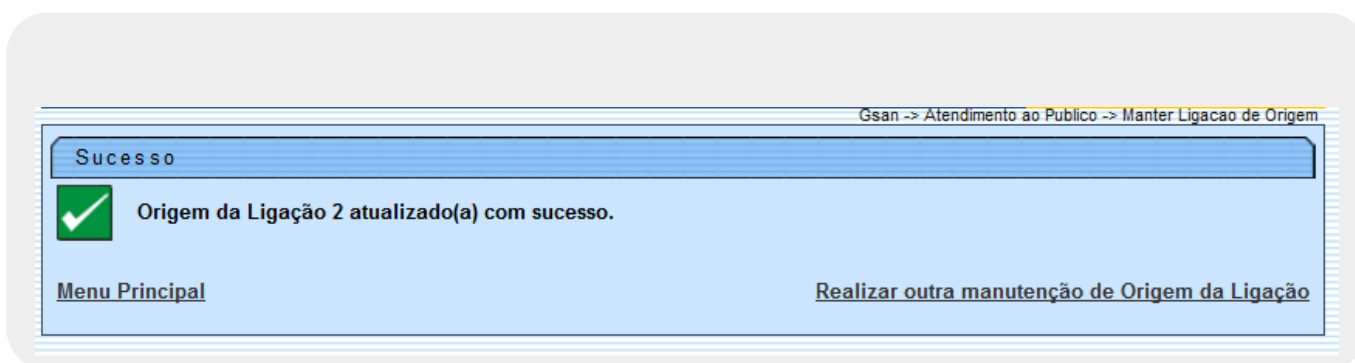 Gsan -> Atendimento ao Publico -> Manter Ligacao de Origem
Sucesso
Origem da Ligação 2 atualizado(a) com sucesso.
Menu Principal
Realizar outra manutenção de Origem da Ligação